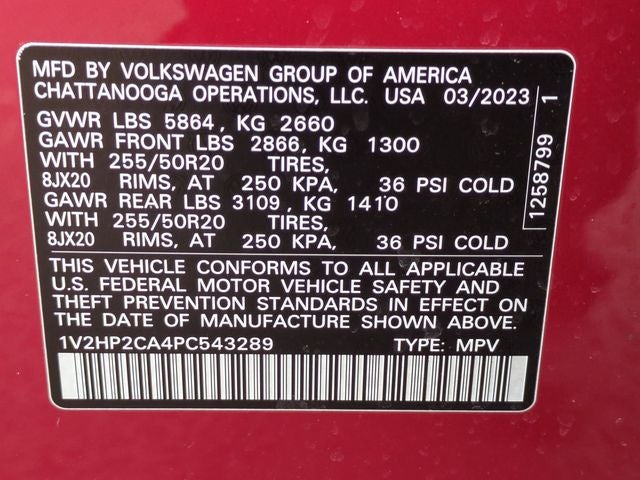 MFD BY VOLKSWAGEN GROUP OF AMERICA
CHATTANOOGA OPERATIONS, LLC. USA 03/2023
GVWR LBS 5864, KG 2660
GAWR FRONT LBS 2866, KG 1300
WITH 255/50R20 TIRES,
8JX20 RIMS, AT 250 KPA, 36 PSI COLD
GAWR REAR LBS 3109, KG 1410
WITH 255/50R20 TIRES,
8JX20 RIMS, AT 250 KPA, 36 PSI COLD
THIS VEHICLE CONFORMS TO ALL APPLICABLE
U.S. FEDERAL MOTOR VEHICLE SAFETY AND
THEFT PREVENTION STANDARDS IN EFFECT ON
THE DATE OF MANUFACTURE SHOWN ABOVE.
1V2HP2CA4PC543289 TYPE: MPV
1258799 1